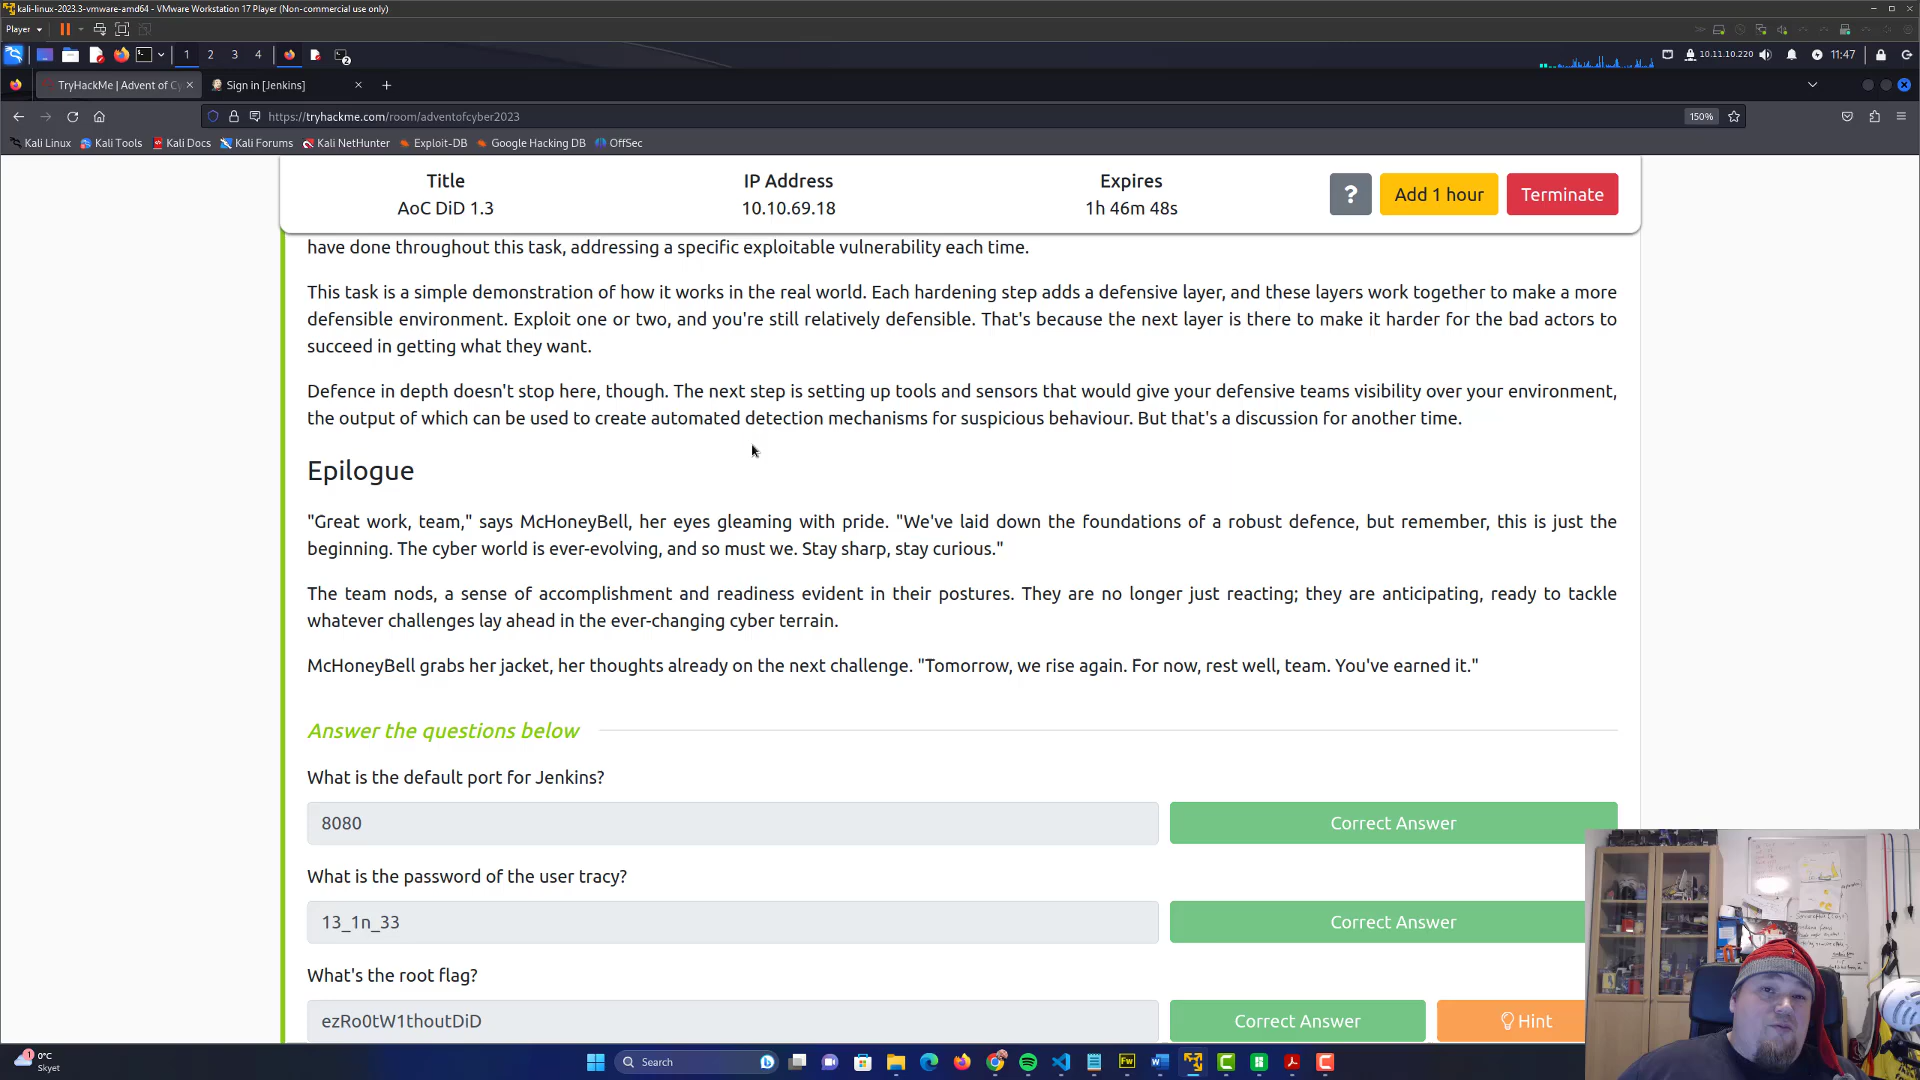 kali-linux-2023.3-vmware-amd64 - VMware Workstation 17 Player (Non-commercial use only)
Player
1 2 3 4
2
10.11.10.220
11:47
TryHackMe | Advent of Cy
Sign in [Jenkins]
https://tryhackme.com/room/adventofcyber2023
150%
Kali Linux Kali Tools Kali Docs Kali Forums Kali NetHunter Exploit-DB Google Hacking DB OffSec
Title IP Address Expires
AoC DiD 1.3 10.10.69.18 1h 46m 48s
? Add 1 hour Terminate
have done throughout this task, addressing a specific exploitable vulnerability each time.
This task is a simple demonstration of how it works in the real world. Each hardening step adds a defensive layer, and these layers work together to make a more
defensible environment. Exploit one or two, and you're still relatively defensible. That's because the next layer is there to make it harder for the bad actors to
succeed in getting what they want.
Defence in depth doesn't stop here, though. The next step is setting up tools and sensors that would give your defensive teams visibility over your environment,
the output of which can be used to create automated detection mechanisms for suspicious behaviour. But that's a discussion for another time.
Epilogue
"Great work, team," says McHoneyBell, her eyes gleaming with pride. "We've laid down the foundations of a robust defence, but remember, this is just the
beginning. The cyber world is ever-evolving, and so must we. Stay sharp, stay curious."
The team nods, a sense of accomplishment and readiness evident in their postures. They are no longer just reacting; they are anticipating, ready to tackle
whatever challenges lay ahead in the ever-changing cyber terrain.
McHoneyBell grabs her jacket, her thoughts already on the next challenge. "Tomorrow, we rise again. For now, rest well, team. You've earned it."
Answer the questions below
What is the default port for Jenkins?
8080 Correct Answer
What is the password of the user tracy?
13_1n_33 Correct Answer
What's the root flag?
ezRo0tW1thoutDiD Correct Answer Hint
1
0°C
Skyet
Search
Fw